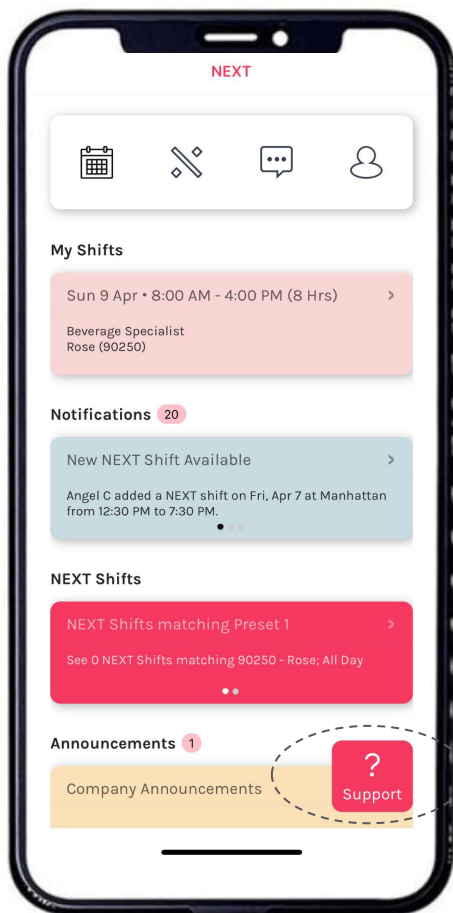 NEXT
My Shifts
Sun 9 Apr • 8:00 AM - 4:00 PM (8 Hrs) >
Beverage Specialist
Rose (90250)
Notifications 20
New NEXT Shift Available >
Angel C added a NEXT shift on Fri, Apr 7 at Manhattan
from 12:30 PM to 7:30 PM.
NEXT Shifts
NEXT Shifts matching Preset 1 >
See 0 NEXT Shifts matching 90250 - Rose; All Day
Announcements 1
Company Announcements
?
Support